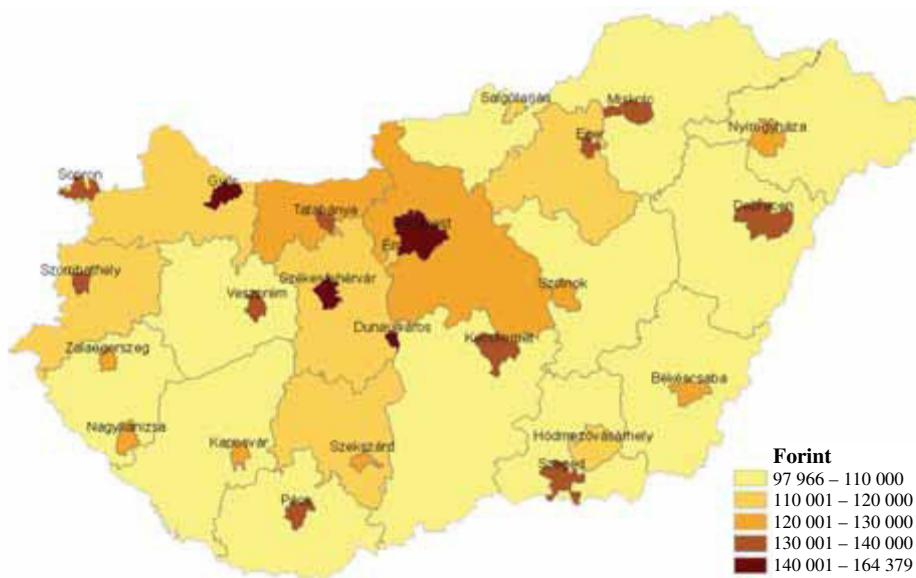 Salgótarján
Miskolc
Eger
Nyíregyháza
Sopron
Győr
Tatabánya
Debrecen
Szombathely
Székesfehérvár
Veszprém
Szolnok
Dunaújváros
Kecskemét
Zalaegerszeg
Békéscsaba
Nagykanizsa
Kaposvár
Szekszárd
Hódmezővásárhely
Szeged
Pécs
Forint
97 966 – 110 000
110 001 – 120 000
120 001 – 130 000
130 001 – 140 000
140 001 – 164 379